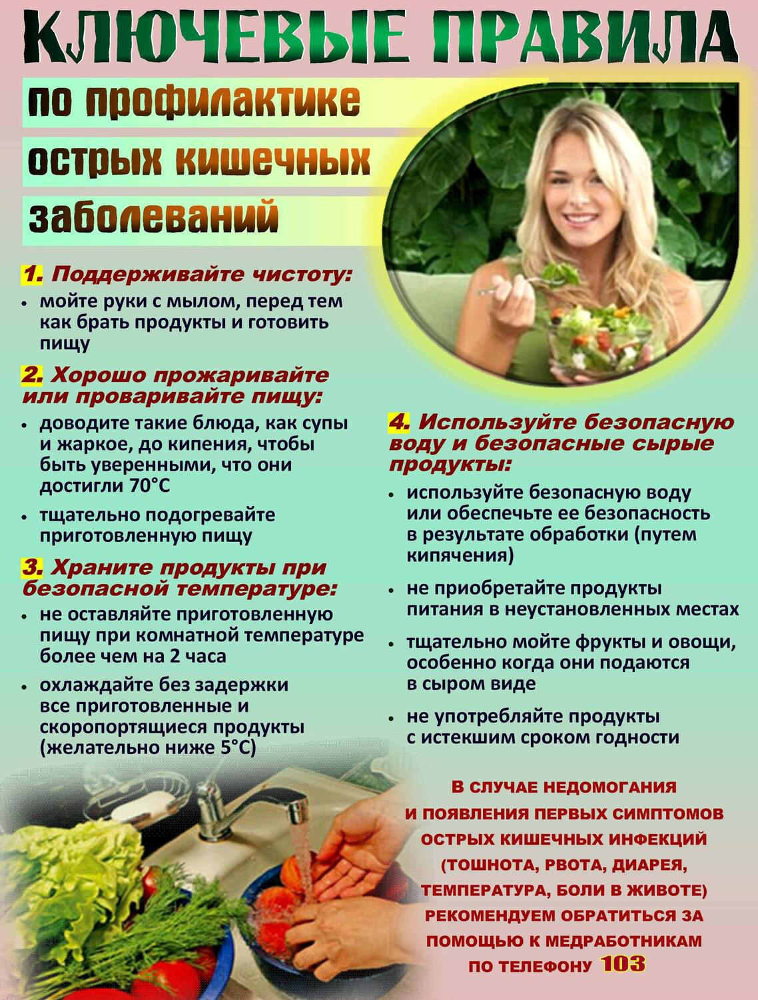 КЛЮЧЕВЫЕ ПРАВИЛА
по профилактике
острых кишечных
заболеваний
1. Поддерживайте чистоту:
• мойте руки с мылом, перед тем
как брать продукты и готовить
пищу
2. Хорошо прожаривайте
или проваривайте пищу:
• доводите такие блюда, как супы
и жаркое, до кипения, чтобы
быть уверенными, что они
достигли 70°С
• тщательно подогревайте
приготовленную пищу
3. Храните продукты при
безопасной температуре:
• не оставляйте приготовленную
пищу при комнатной температуре
более чем на 2 часа
• охлаждайте без задержки
все приготовленные и
скоропортящиеся продукты
(желательно ниже 5°С)
4. Используйте безопасную
воду и безопасные сырые
продукты:
• используйте безопасную воду
или обеспечьте ее безопасность
в результате обработки (путем
кипячения)
• не приобретайте продукты
питания в неустановленных местах
• тщательно мойте фрукты и овощи,
особенно когда они подаются
в сыром виде
• не употребляйте продукты
с истекшим сроком годности
В СЛУЧАЕ НЕДОМОГАНИЯ
И ПОЯВЛЕНИЯ ПЕРВЫХ СИМПТОМОВ
ОСТРЫХ КИШЕЧНЫХ ИНФЕКЦИЙ
(ТОШНОТА, РВОТА, ДИАРЕЯ,
ТЕМПЕРАТУРА, БОЛИ В ЖИВОТЕ)
РЕКОМЕНДУЕМ ОБРАТИТЬСЯ ЗА
ПОМОЩЬЮ К МЕДРАБОТНИКАМ
ПО ТЕЛЕФОНУ 103